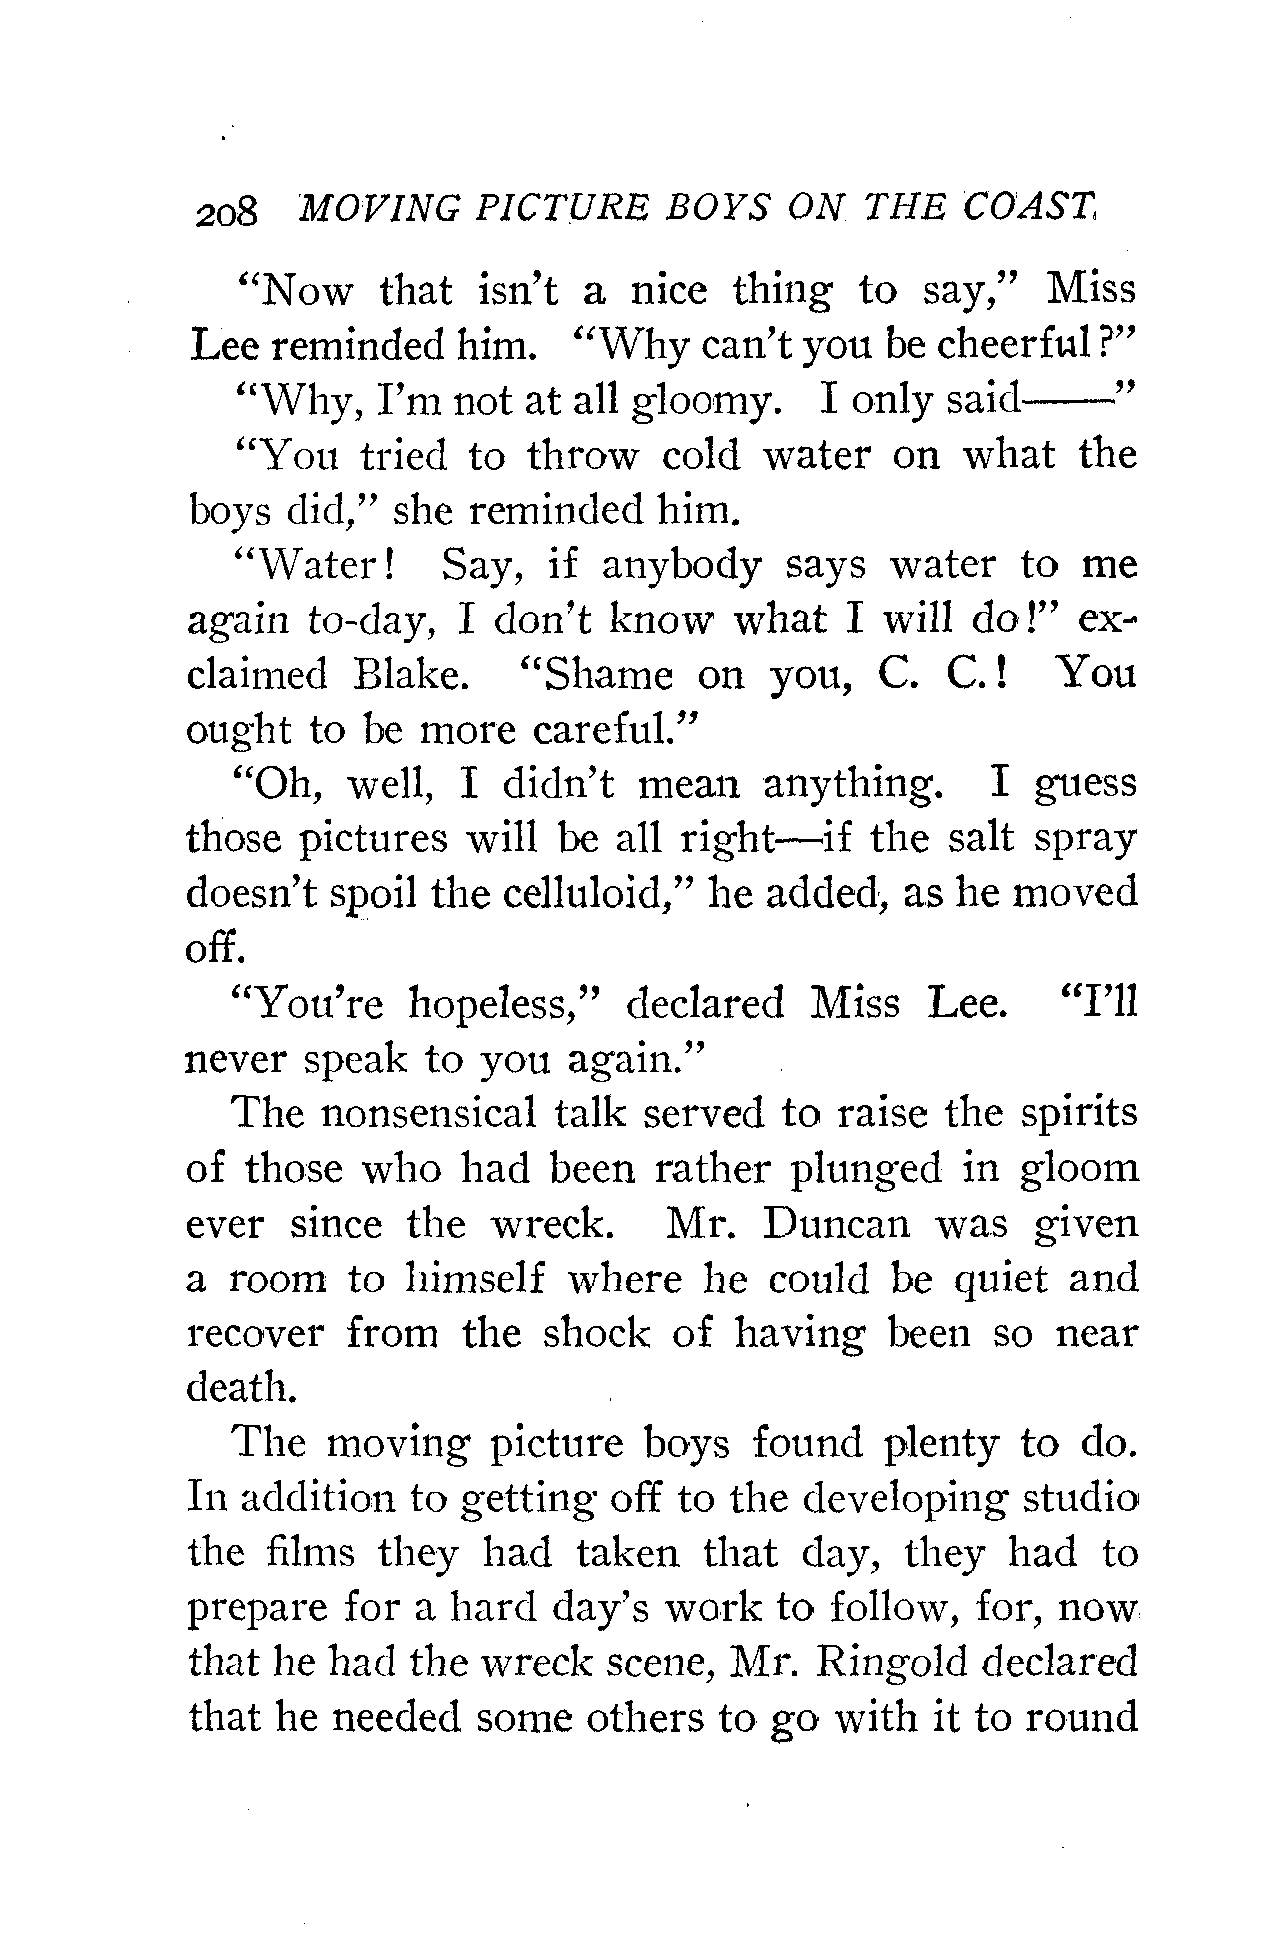 208 MOVING PICTURE BOYS ON THE COAST.
"Now that isn't a nice thing to say," Miss
Lee reminded him. "Why can't you be cheerful?"
"Why, I'm not at all gloomy. I only said——"
"You tried to throw cold water on what the
boys did," she reminded him.
"Water! Say, if anybody says water to me
again to-day, I don't know what I will do!" ex-
claimed Blake. "Shame on you, C. C.! You
ought to be more careful."
"Oh, well, I didn't mean anything. I guess
those pictures will be all right—if the salt spray
doesn't spoil the celluloid," he added, as he moved
off.
"You're hopeless," declared Miss Lee. "I'll
never speak to you again."
The nonsensical talk served to raise the spirits
of those who had been rather plunged in gloom
ever since the wreck. Mr. Duncan was given
a room to himself where he could be quiet and
recover from the shock of having been so near
death.
The moving picture boys found plenty to do.
In addition to getting off to the developing studio
the films they had taken that day, they had to
prepare for a hard day's work to follow, for, now
that he had the wreck scene, Mr. Ringold declared
that he needed some others to go with it to round